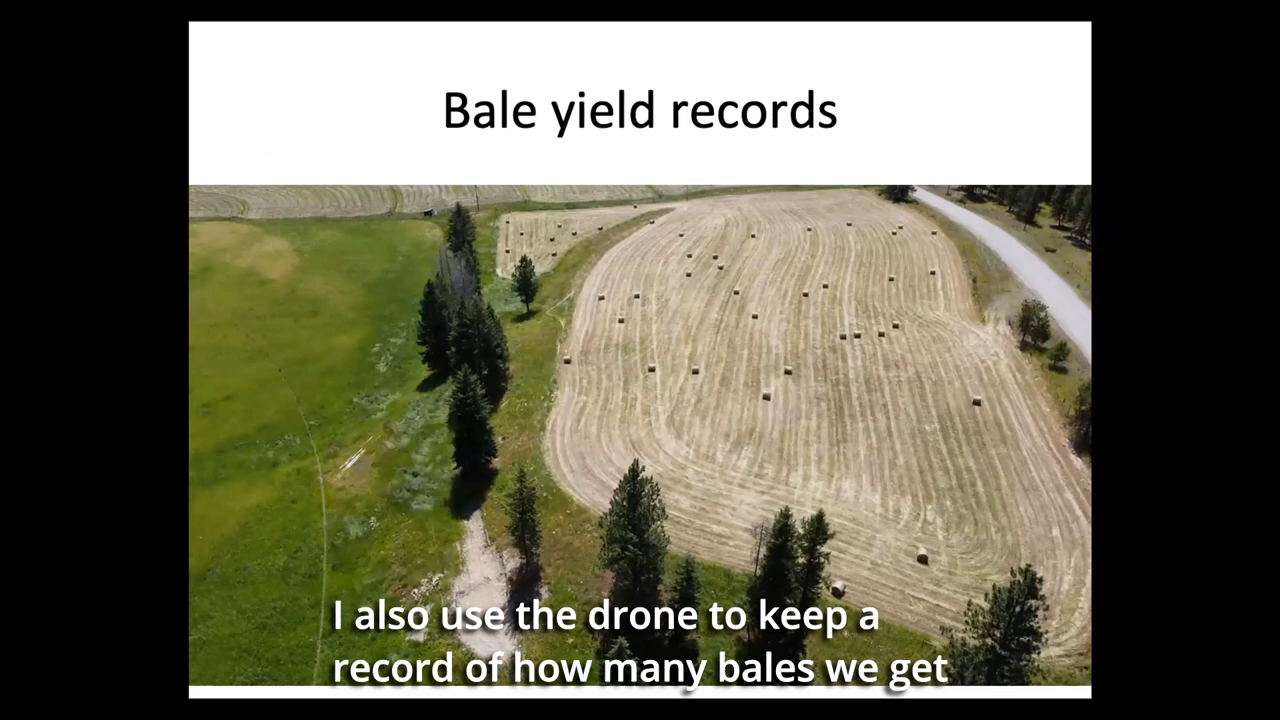 Bale yield records
I also use the drone to keep a
record of how many bales we get